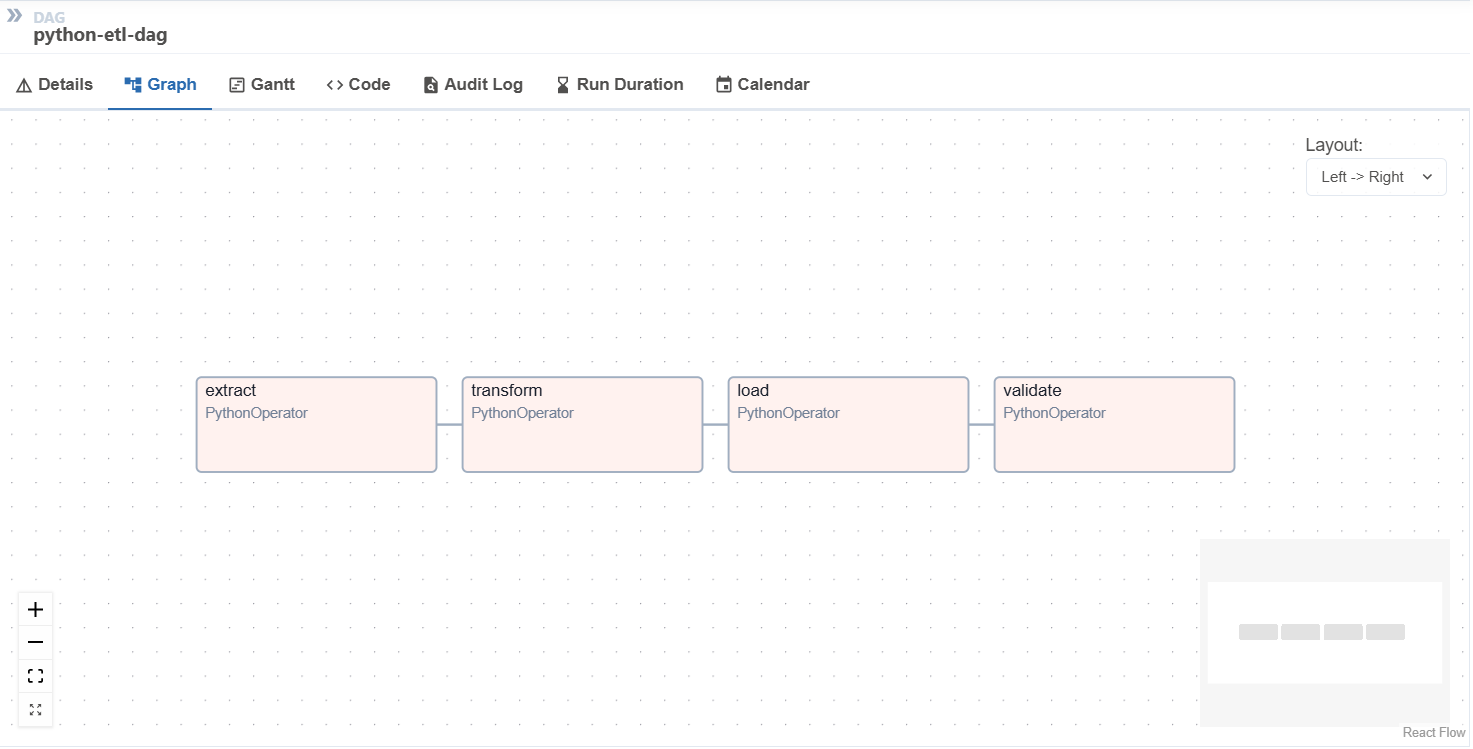 DAG
python-etl-dag
Details Graph Gantt Code Audit Log Run Duration Calendar
Layout:
Left -> Right
extract transform load validate
PythonOperator PythonOperator PythonOperator PythonOperator
React Flow